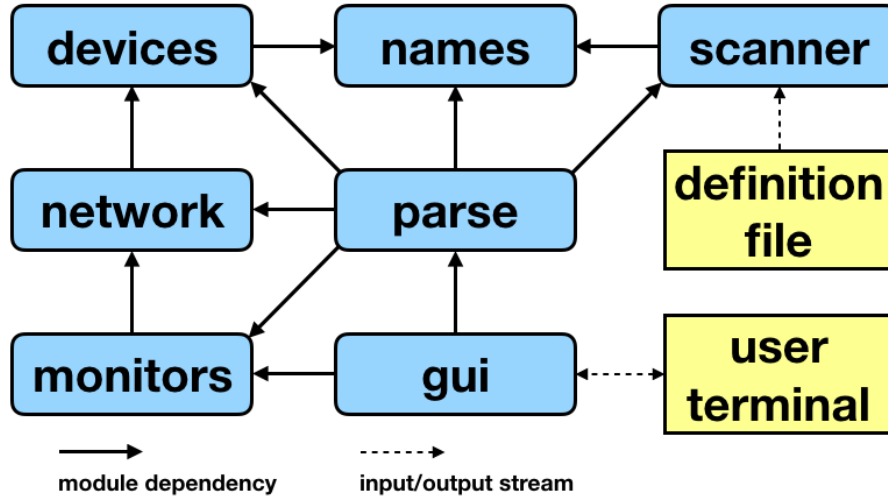 devices
names
scanner
network
parse
definition
file
monitors
gui
user
terminal
module dependency
input/output stream